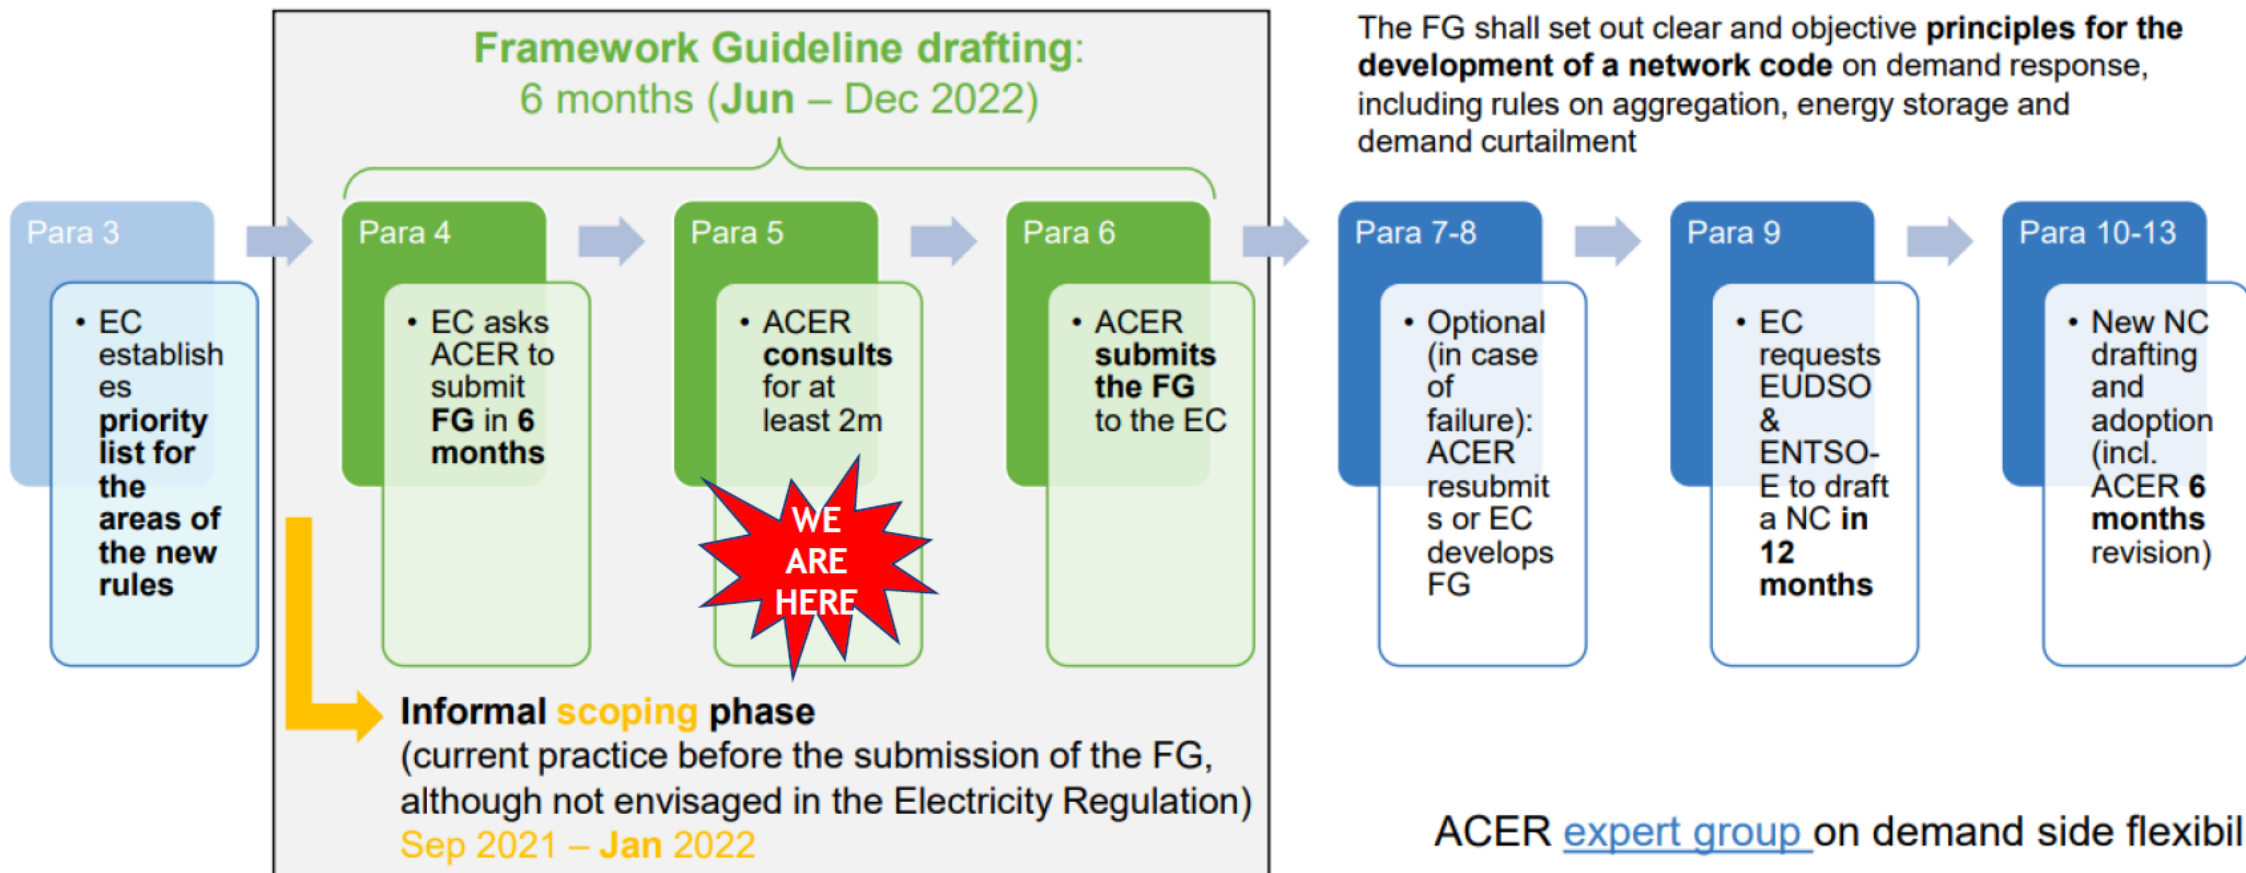 Framework Guideline drafting:
6 months (Jun – Dec 2022)
The FG shall set out clear and objective principles for the
development of a network code on demand response,
including rules on aggregation, energy storage and
demand curtailment
Para 3
• EC
establish
es
priority
list for
the
areas of
the new
rules
Para 4
• EC asks
ACER to
submit
FG in 6
months
Para 5
• ACER
consults
for at
least 2m
WE
ARE
HERE
Para 6
• ACER
submits
the FG
to the EC
Para 7-8
• Optional
(in case
of
failure):
ACER
resubmit
s or EC
develops
FG
Para 9
• EC
requests
EUDSO
&
ENTSO-
E to draft
a NC in
12
months
Para 10-13
• New NC
drafting
and
adoption
(incl.
ACER 6
months
revision)
Informal scoping phase
(current practice before the submission of the FG,
although not envisaged in the Electricity Regulation)
Sep 2021 – Jan 2022
ACER expert group on demand side flexibil